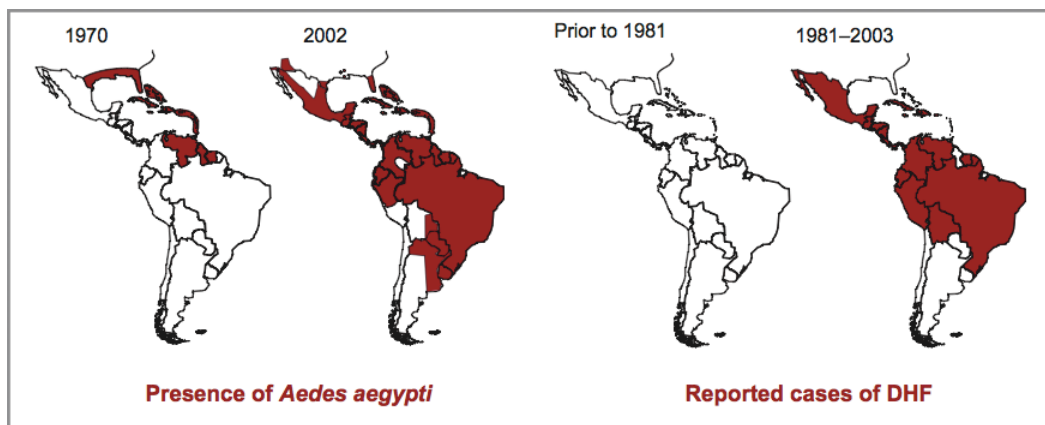 1970
2002
Prior to 1981
1981–2003
Presence of Aedes aegypti
Reported cases of DHF